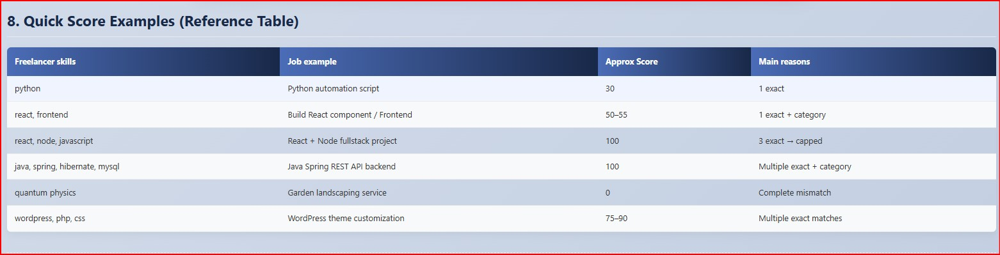 8. Quick Score Examples (Reference Table)
Freelancer skills Job example Approx Score Main reasons
python Python automation script 30 1 exact
react, frontend Build React component / Frontend 50–55 1 exact + category
react, node, javascript React + Node fullstack project 100 3 exact → capped
java, spring, hibernate, mysql Java Spring REST API backend 100 Multiple exact + category
quantum physics Garden landscaping service 0 Complete mismatch
wordpress, php, css WordPress theme customization 75–90 Multiple exact matches